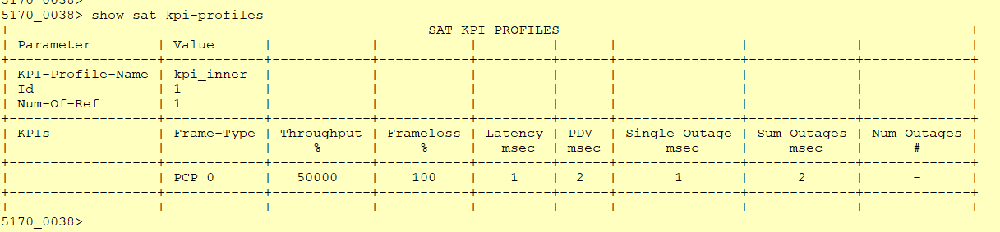 5170_0038>
5170_0038> show sat kpi-profiles
+-------------------------------------------------- SAT KPI PROFILES -------------------------------------------------+
| Parameter        | Value      |            |           |         |      |               |             |             |
+------------------+------------+------------+-----------+---------+------+---------------+-------------+-------------+
| KPI-Profile-Name | kpi_inner  |            |           |         |      |               |             |             |
| Id               | 1          |            |           |         |      |               |             |             |
| Num-Of-Ref       | 1          |            |           |         |      |               |             |             |
+------------------+------------+------------+-----------+---------+------+---------------+-------------+-------------+
| KPIs             | Frame-Type | Throughput | Frameloss | Latency | PDV  | Single Outage | Sum Outages | Num Outages |
|                  |            |     %      |     %     |   msec  | msec |      msec     |     msec    |      #      |
+------------------+------------+------------+-----------+---------+------+---------------+-------------+-------------+
|                  | PCP 0      |   50000    |    100    |    1    |  2   |       1       |      2      |      -      |
+------------------+------------+------------+-----------+---------+------+---------------+-------------+-------------+
+------------------+------------+------------+-----------+---------+------+---------------+-------------+-------------+
5170_0038>